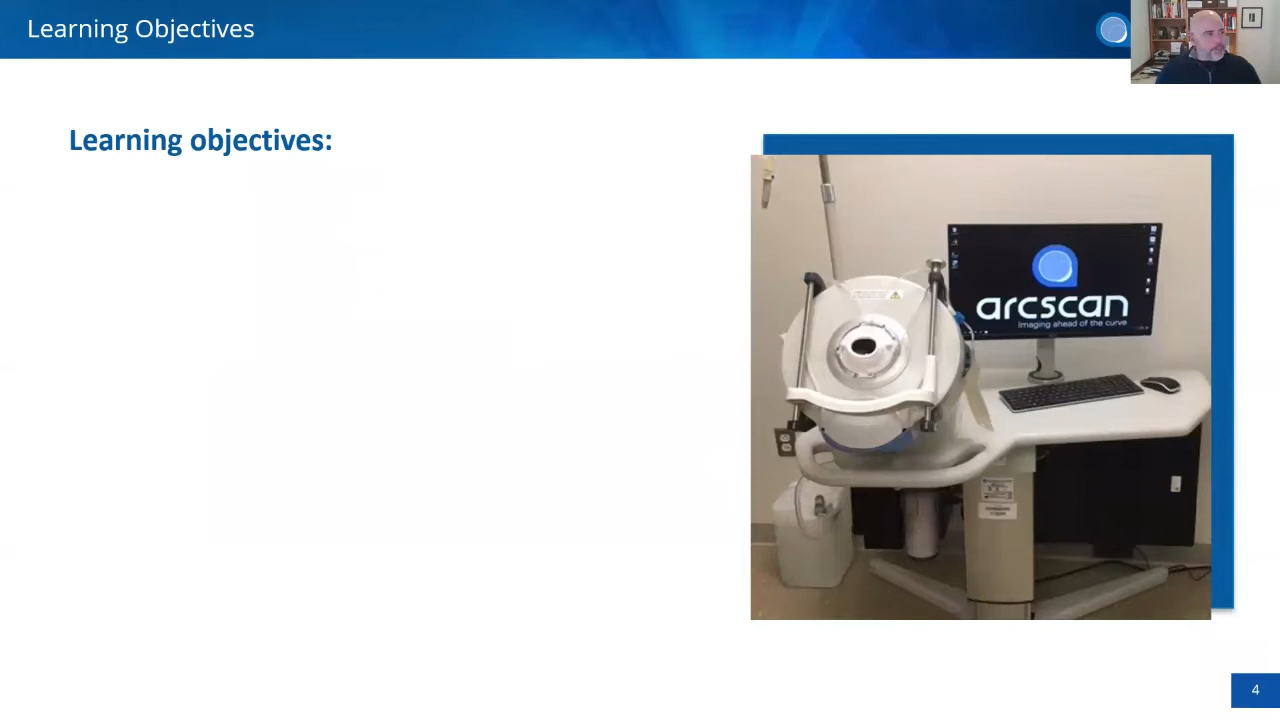 Learning Objectives
Learning objectives:
arcscan
Imaging ahead of the curve
4